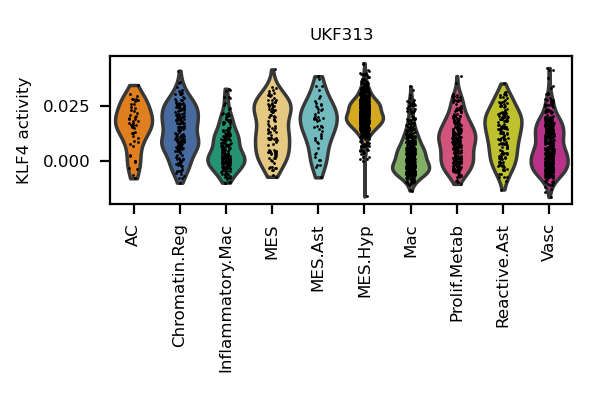 UKF313
KLF4 activity
0.025
0.000
AC
Chromatin.Reg
Inflammatory.Mac
MES
MES.Ast
MES.Hyp
Mac
Prolif.Metab
Reactive.Ast
Vasc